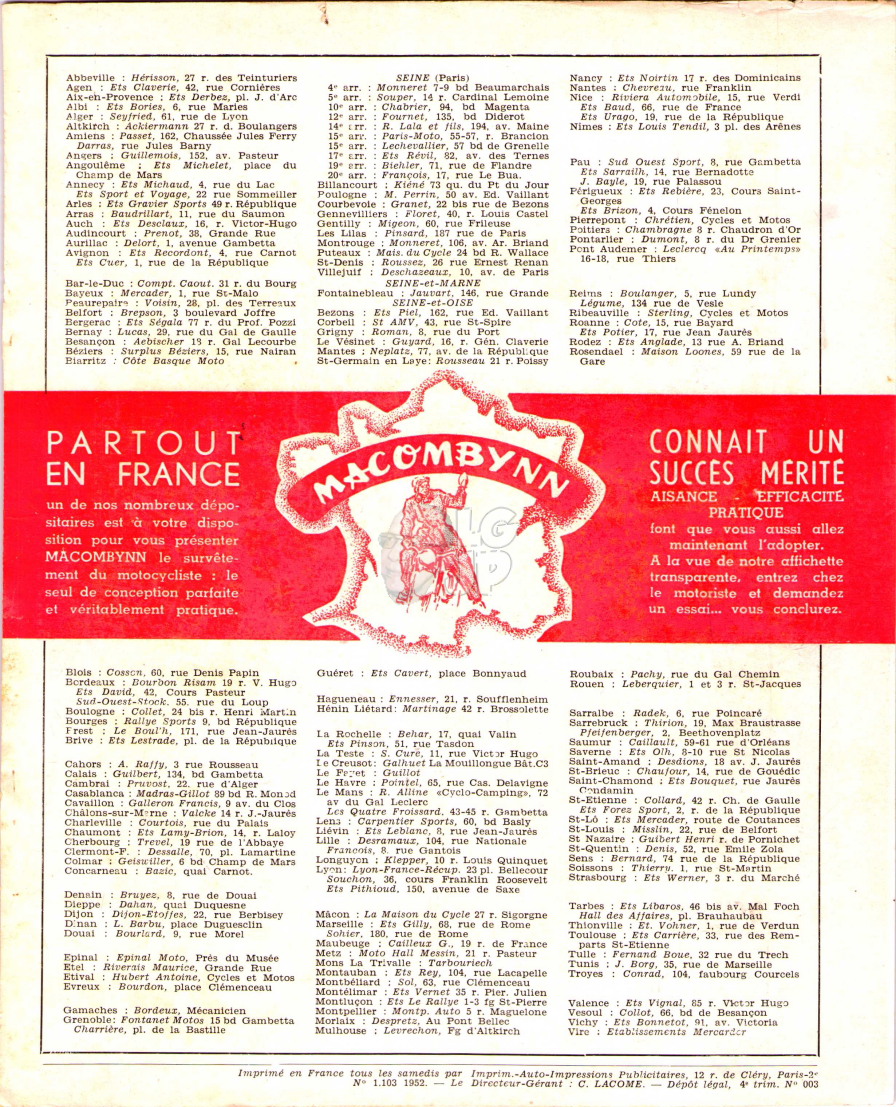 Abbeville : Hérisson, 27 r. des Teinturiers
Agen : Ets Claverie, 42, rue Cornières
Aix-en-Provence : Ets Derbez, pl. J. d'Arc
Albi : Ets Bories, 6, rue Maries
Alger : Seyfried, 61, rue de Lyon
Altkirch : Ackiermann 27 r. d. Boulangers
Amiens : Passet, 162, Chaussée Jules Ferry
Darras, rue Jules Barny
Angers : Guillemois, 152, av. Pasteur
Angoulême ; Ets Michelet, place du
Champ de Mars
Annecy : Ets Michaud, 4, rue du Lac
Ets Sport et Voyage, 22 rue Sommeiller
Arles : Ets Gravier Sports 49 r. République
Arras : Baudrillart, 11, rue du Saumon
Auch : Ets Desclaux, 16, r. Victor-Hugo
Audincourt : Prenot, 38, Grande Rue
Aurillac : Delort, 1, avenue Gambetta
Avignon : Ets Recordont, 4, rue Carnot
Ets Cuer, 1, rue de la République
Bar-le-Duc : Compt. Caout. 31 r. du Bourg
Bayeux : Mercader, 1, rue St-Malo
Beaurepaire : Voisin, 28, pl. des Terreaux
Belfort : Brepson, 3 boulevard Joffre
Bergerac : Ets Ségala 77 r. du Prof. Pozzi
Bernay : Lucas, 29, rue du Gal de Gaulle
Besançon : Aebischer 13 r. Gal Lecourbe
Béziers : Surplus Béziers, 15, rue Nairan
Biarritz : Côte Basque Moto
SEINE (Paris)
4e arr. : Monneret 7-9 bd Beaumarchais
5e arr. : Souper, 14 r. Cardinal Lemoine
10e arr. : Chabrier, 94, bd Magenta
12e arr. : Fournet, 135, bd Diderot
14e arr. : R. Lala et fils, 194, av. Maine
15e arr. : Paris-Moto, 55-57, r. Brancion
15e arr. : Lechevallier, 57 bd de Grenelle
17e arr. : Ets Révil, 82, av. des Ternes
19e arr. : Biehler, 71, rue de Flandre
20e arr. : François, 17, rue Le Bua.
Billancourt : Kiéné 73 qu. du Pt du Jour
Boulogne : M. Perrin, 50 av. Ed. Vaillant
Courbevoie : Granet, 22 bis rue de Bezons
Gennevilliers : Floret, 40, r. Louis Castel
Gentilly : Migeon, 60, rue Frileuse
Les Lilas : Pinsard, 187 rue de Paris
Montrouge : Monneret, 106, av. Ar. Briand
Puteaux : Mais. du Cycle 24 bd R. Wallace
St-Denis : Roussez, 26 rue Ernest Renan
Villejuif : Deschazeaux, 10, av. de Paris
SEINE-et-MARNE
Fontainebleau : Jauvart, 146, rue Grande
SEINE-et-OISE
Bezons : Ets Piel, 162, rue Ed. Vaillant
Corbeil : St AMV, 43, rue St-Spire
Grigny : Roman, 8, rue du Port
Le Vésinet : Guyard, 16, r. Gén. Claverie
Mantes ; Neplatz, 77, av. de la République
St-Germain en Laye: Rousseau 21 r. Poissy
Nancy : Ets Noirtin 17 r. des Dominicains
Nantes : Chevreau, rue Franklin
Nice : Riviera Automobile, 15, rue Verdi
Ets Baud, 66, rue de France
Ets Urago, 19, rue de la République
Nîmes : Ets Louis Tendil, 3 pl. des Arênes
Pau : Sud Ouest Sport, 8, rue Gambetta
Ets Sarrailh, 14, rue Bernadotte
J. Bayle, 19, rue Palassou
Périgueux : Ets Rebière, 23, Cours Saint-
Georges
Ets Brizon, 4, Cours Fénelon
Pierrepont : Chrétien, Cycles et Motos
Poitiers : Chambragne 8 r. Chaudron d'Or
Pontarlier : Dumont, 8 r. du Dr Grenier
Pont Audemer : Leclercq «Au Printemps»
16-18, rue Thiers
Reims : Boulanger, 5, rue Lundy
Légume, 134 rue de Vesle
Ribeauville : Sterling, Cycles et Motos
Roanne : Cote, 15, rue Bayard
Ets Potier, 17, rue Jean Jaurés
Rodez : Ets Anglade, 13 rue A. Briand
Rosendael : Maison Loones, 59 rue de la
Gare
PARTOUT
EN FRANCE
un de nos nombreux dépo-
sitaires est à votre dispo-
sition pour vous présenter
MACOMBYNN le survête-
ment du motocycliste : le
seul de conception parfaite
et véritablement pratique.
MACOMBYNN
CONNAIT UN
SUCCÈS MÉRITÉ
AISANCE - EFFICACITÉ
PRATIQUE
font que vous aussi allez
maintenant l'adopter.
A la vue de notre affichette
transparente, entrez chez
le motoriste et demandez
un essai... vous conclurez.
Blois : Cosson, 60, rue Denis Papin
Bordeaux : Bourbon Risam 19 r. V. Hugo
Ets David, 42, Cours Pasteur
Sud-Ouest-Stock. 55. rue du Loup
Boulogne : Collet, 24 bis r. Henri Martin
Bourges : Rallye Sports 9, bd République
Brest : Le Boul'h, 171, rue Jean-Jaurès
Brive : Ets Lestrade, pl. de la République
Cahors : A. Raffy, 3 rue Rousseau
Calais : Guilbert, 134, bd Gambetta
Cambrai : Pruvost, 22. rue d'Alger
Casablanca : Madras-Gillot 89 bd R. Monod
Cavaillon : Galleron Francis, 9 av. du Clos
Châlons-sur-Marne : Valcke 14 r. J.-Jaurès
Charleville : Courtois, rue du Palais
Chaumont : Ets Lamy-Brion, 14, r. Laloy
Cherbourg : Trevel, 19 rue de l'Abbaye
Clermont-F. : Dessalle, 70, pl. Lamartine
Colmar : Geiswiller, 6 bd Champ de Mars
Concarneau : Bazic, quai Carnot.
Denain : Bruyez, 8, rue de Douai
Dieppe : Dahan, quai Duquesne
Dijon : Dijon-Etoffes, 22, rue Berbisey
Dinan : L. Barbu, place Duguesclin
Douai : Bourlard, 9, rue Morel
Epinal : Epinal Moto, Prés du Musée
Etel : Riverais Maurice, Grande Rue
Etival : Hubert Antoine, Cycles et Motos
Evreux : Bourdon, place Clémenceau
Gamaches : Bordeux, Mécanicien
Grenoble: Fontanet Motos 15 bd Gambetta
Charrière, pl. de la Bastille
Guéret : Ets Cavert, place Bonnyaud
Hagueneau : Ennesser, 21, r. Soufflenheim
Hénin Liétard: Martinage 42 r. Brossolette
La Rochelle : Behar, 17, quai Valin
Ets Pinson, 51, rue Tasdon
La Teste : S. Curé, 11, rue Victor Hugo
Le Creusot: Galhuet La Mouillongue Bât.C3
Le Fayet : Guillot
Le Havre : Pointel, 65, rue Cas. Delavigne
Le Mans : R. Alline «Cyclo-Camping», 72
av du Gal Leclerc
Les Quatre Froissard, 43-45 r. Gambetta
Lens : Carpentier Sports, 60, bd Basly
Liévin : Ets Leblanc, 8, rue Jean-Jaurès
Lille : Desramaux, 104, rue Nationale
Francois, 8. rue Gantois
Longuyon ; Klepper, 10 r. Louis Quinquet
Lyon: Lyon-France-Récup. 23 pl. Bellecour
Souchon, 36, cours Franklin Roosevelt
Ets Pithioud, 150, avenue de Saxe
Mâcon : La Maison du Cycle 27 r. Sigorgne
Marseille : Ets Gilly, 68, rue de Rome
Sohier, 180, rue de Rome
Maubeuge : Cailleux G., 19 r. de France
Metz : Moto Hall Messin, 21 r. Pasteur
Mons La Trivalle : Tarbouriech
Montauban : Ets Rey, 104, rue Lacapelle
Montbéliard : Sol, 63, rue Clémenceau
Montélimar : Ets Vernet 35 r. Pier. Julien
Montluçon : Ets Le Rallye 1-3 fg St-Pierre
Montpellier : Montp. Auto 5 r. Maguelone
Morlaix : Despretz, Au Pont Bellec
Mulhouse : Levrechon, Fg d'Altkirch
Roubaix : Pachy, rue du Gal Chemin
Rouen : Leberquier, 1 et 3 r. St-Jacques
Sarralbe : Radek, 6, rue Poincaré
Sarrebruck : Thirion, 19, Max Braustrasse
Pfeifenberger, 2, Beethovenplatz
Saumur : Caillault, 59-61 rue d'Orléans
Saverne : Ets Olh, 8-10 rue St Nicolas
Saint-Amand : Desdions, 18 av. J. Jaurés
St-Brieuc : Chaufour, 14, rue de Gouédic
Saint-Chamond : Ets Bouquet, rue Jaurès
Condamin
St-Etienne : Collard, 42 r. Ch. de Gaulle
Ets Forez Sport, 2, r. de la République
St-Lô : Ets Mercader, route de Coutances
St-Louis : Misslin, 22, rue de Belfort
St Nazaire : Guibert Henri r. de Pornichet
St-Quentin : Denis, 52, rue Emile Zola
Sens : Bernard, 74 rue de la République
Soissons : Thierry. 1, rue St-Martin
Strasbourg : Ets Werner, 3 r. du Marché
Tarbes : Ets Libaros, 46 bis av. Mal Foch
Hall des Affaires, pl. Brauhaubau
Thionville : Et. Vohner, 1, rue de Verdun
Toulouse : Ets Carrière, 33, rue des Rem-
parts St-Etienne
Tulle : Fernand Boue, 32 rue du Trech
Tunis : J. Borg, 35, rue de Marseille
Troyes : Conrad, 104, faubourg Courcels
Valence : Ets Vignal, 85 r. Victor Hugo
Vesoul : Collot, 66, bd de Besançon
Vichy : Ets Bonnetot, 91, av. Victoria
Vire : Etablissements Mercarder
Imprimé en France tous les samedis par Imprim.-Auto-Impressions Publicitaires, 12 r. de Cléry, Paris-2e
N° 1.103 1952. — Le Directeur-Gérant : C. LACOME. — Dépôt légal, 4e trim. N° 003